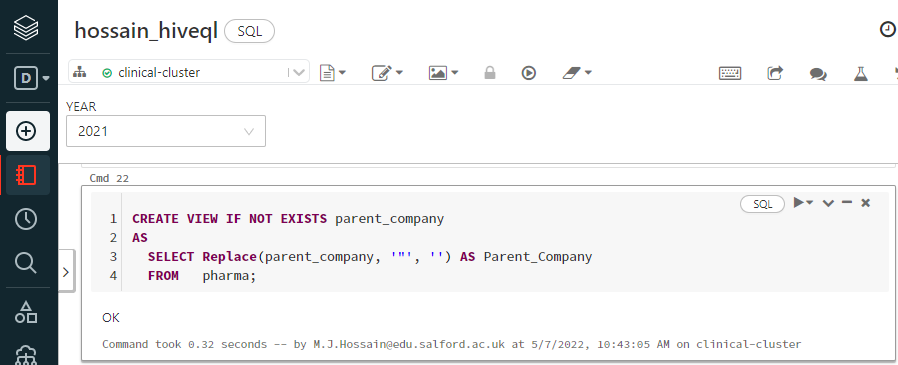 hossain_hiveql SQL
D
clinical-cluster
YEAR
2021
Cmd 22
SQL
1 CREATE VIEW IF NOT EXISTS parent_company
2 AS
3 SELECT Replace(parent_company, '"', '') AS Parent_Company
4 FROM pharma;
OK
Command took 0.32 seconds -- by M.J.Hossain@edu.salford.ac.uk at 5/7/2022, 10:43:05 AM on clinical-cluster